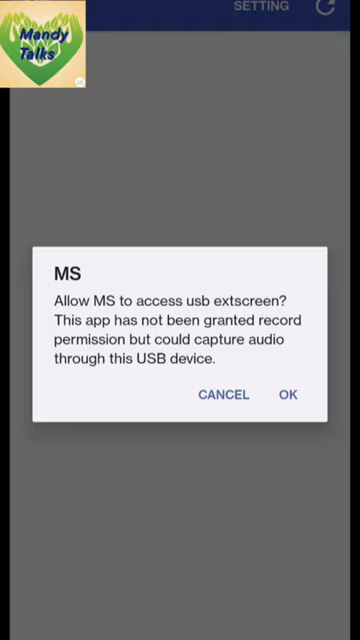 SETTING
Mandy
Talks
MS
Allow MS to access usb extscreen?
This app has not been granted record
permission but could capture audio
through this USB device.
CANCEL OK